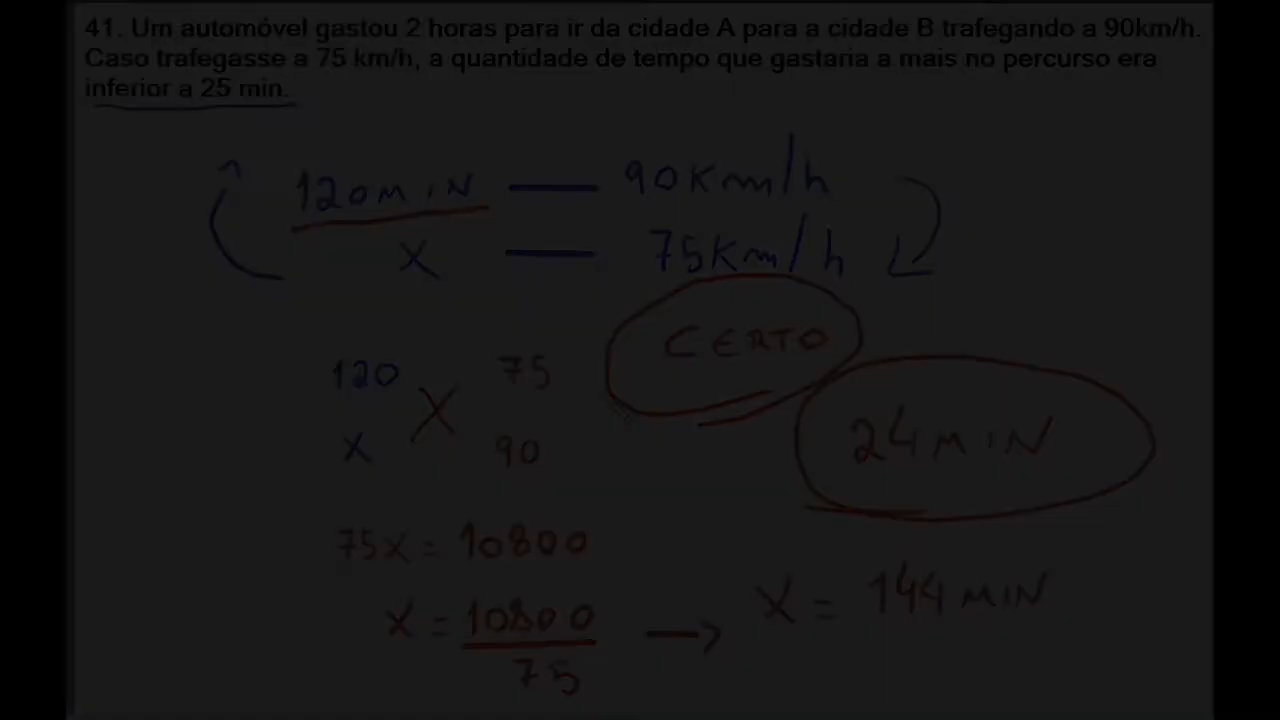 41. Um automóvel gastou 2 horas para ir da cidade A para a cidade B trafegando a 90km/h.
Caso trafegasse a 75 km/h, a quantidade de tempo que gastaria a mais no percurso era
inferior a 25 min.
120MIN — 90Km/h
X — 75Km/h
CERTO
120 X 75
X 90
24MIN
75X = 10800
X = 10800 → X = 144MIN
75